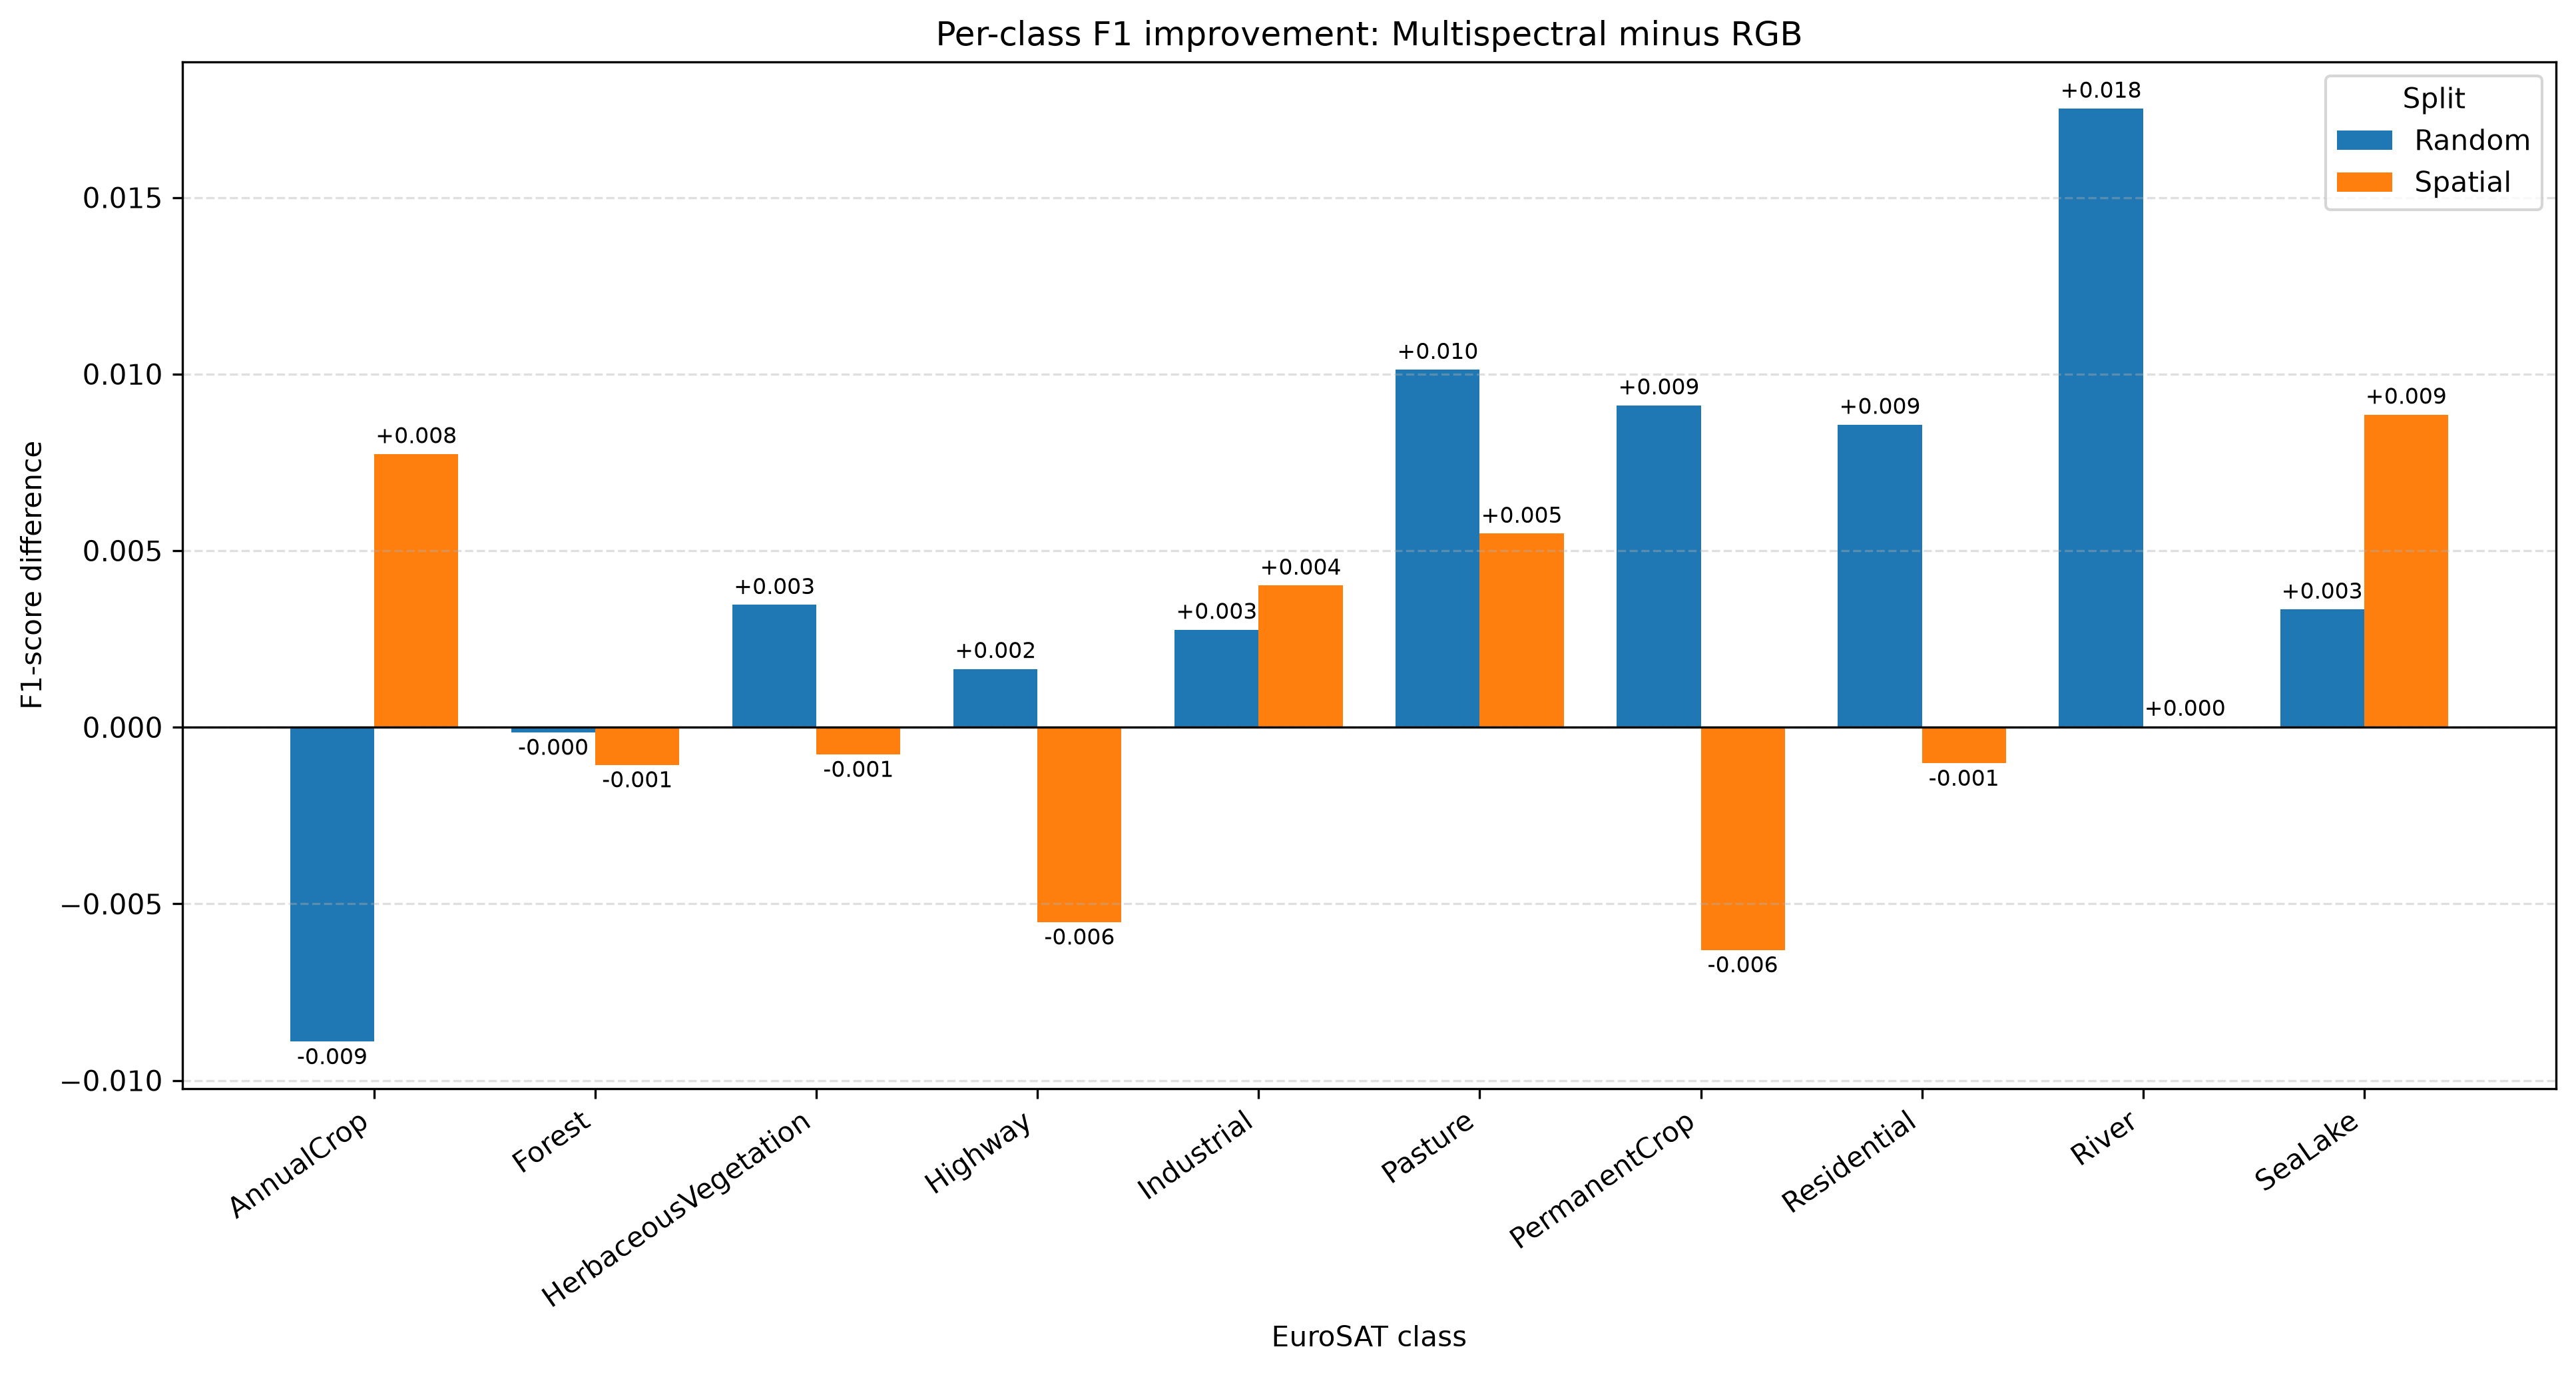 Per-class F1 improvement: Multispectral minus RGB
Split
Random
Spatial
F1-score difference
0.015
0.010
0.005
0.000
−0.005
−0.010
-0.009
+0.008
-0.000
-0.001
+0.003
-0.001
+0.002
-0.006
+0.003
+0.004
+0.010
+0.005
+0.009
-0.006
+0.009
-0.001
+0.018
+0.000
+0.003
+0.009
AnnualCrop
Forest
HerbaceousVegetation
Highway
Industrial
Pasture
PermanentCrop
Residential
River
SeaLake
EuroSAT class